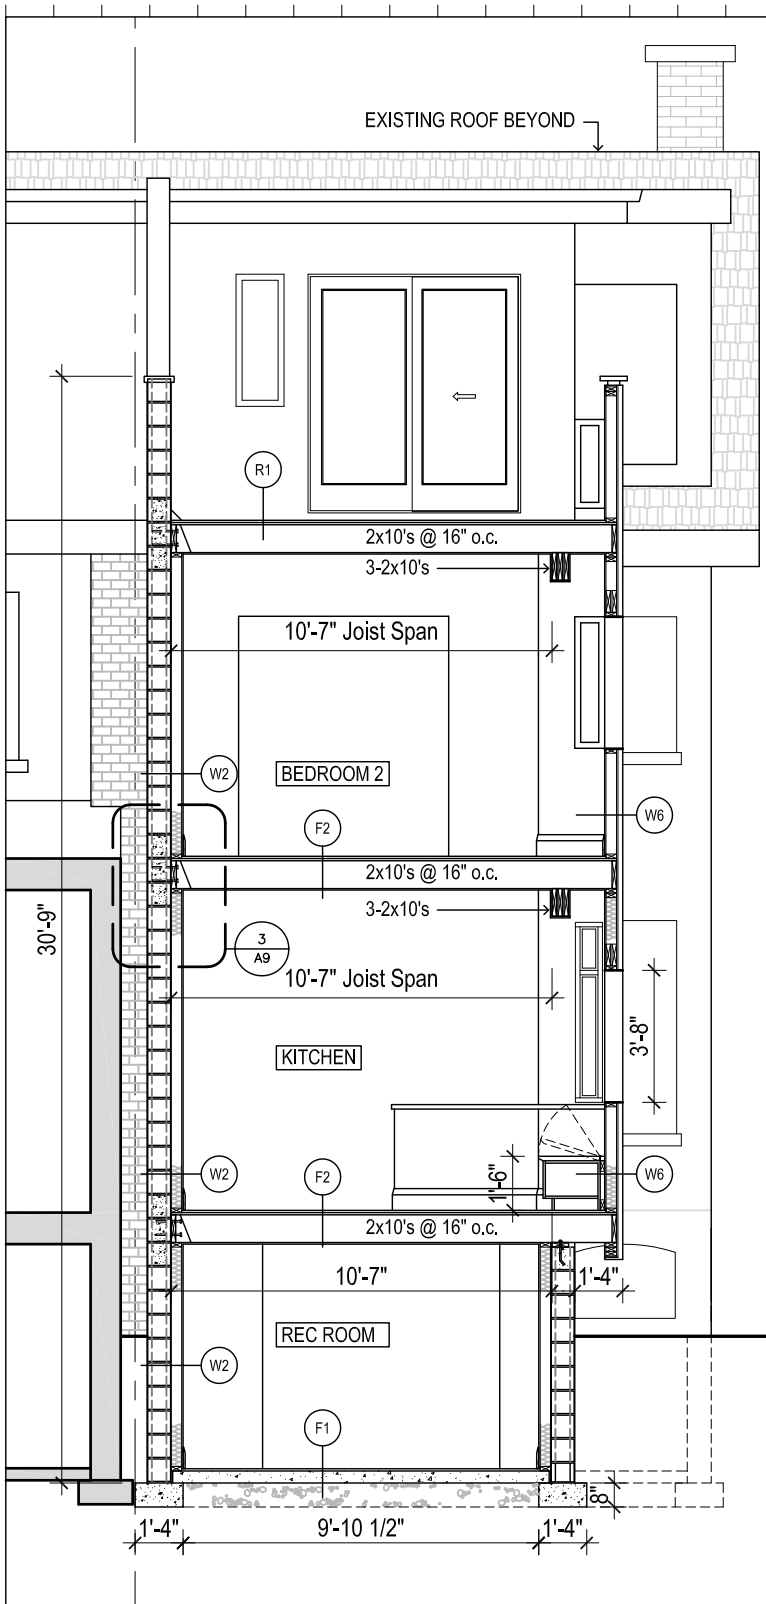 EXISTING ROOF BEYOND
R1
2x10's @ 16" o.c.
3-2x10's
10'-7" Joist Span
W2
BEDROOM 2
F2
W6
2x10's @ 16" o.c.
3-2x10's
30'-9"
3
A9
10'-7" Joist Span
3'-8"
KITCHEN
W2
F2
1'-6"
W6
2x10's @ 16" o.c.
10'-7"
1'-4"
REC ROOM
W2
F1
8"
1'-4"
9'-10 1/2"
1'-4"